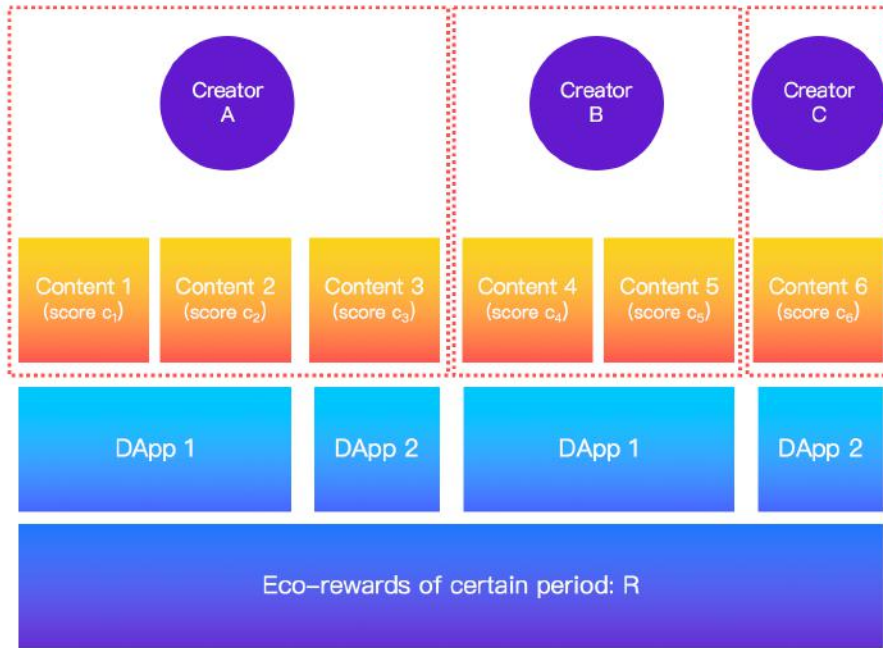 Creator
A
Creator
B
Creator
C
Content 1
(score c₁)
Content 2
(score c₂)
Content 3
(score c₃)
Content 4
(score c₄)
Content 5
(score c₅)
Content 6
(score c₆)
DApp 1
DApp 2
DApp 1
DApp 2
Eco-rewards of certain period: R